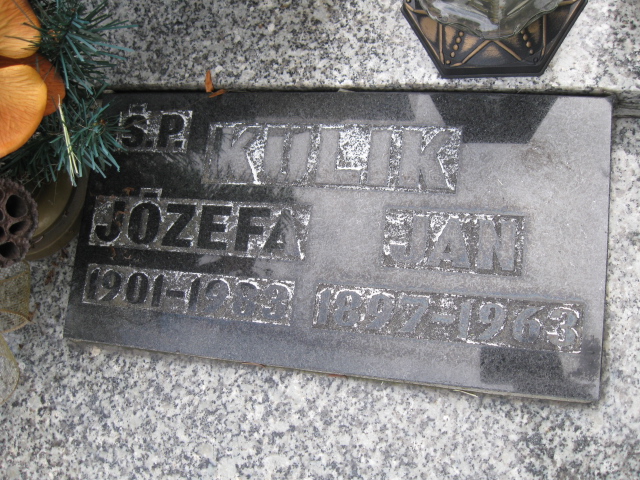 Ś.P. KULIK
JÓZEFA JAN
1901-1983 1897-1963